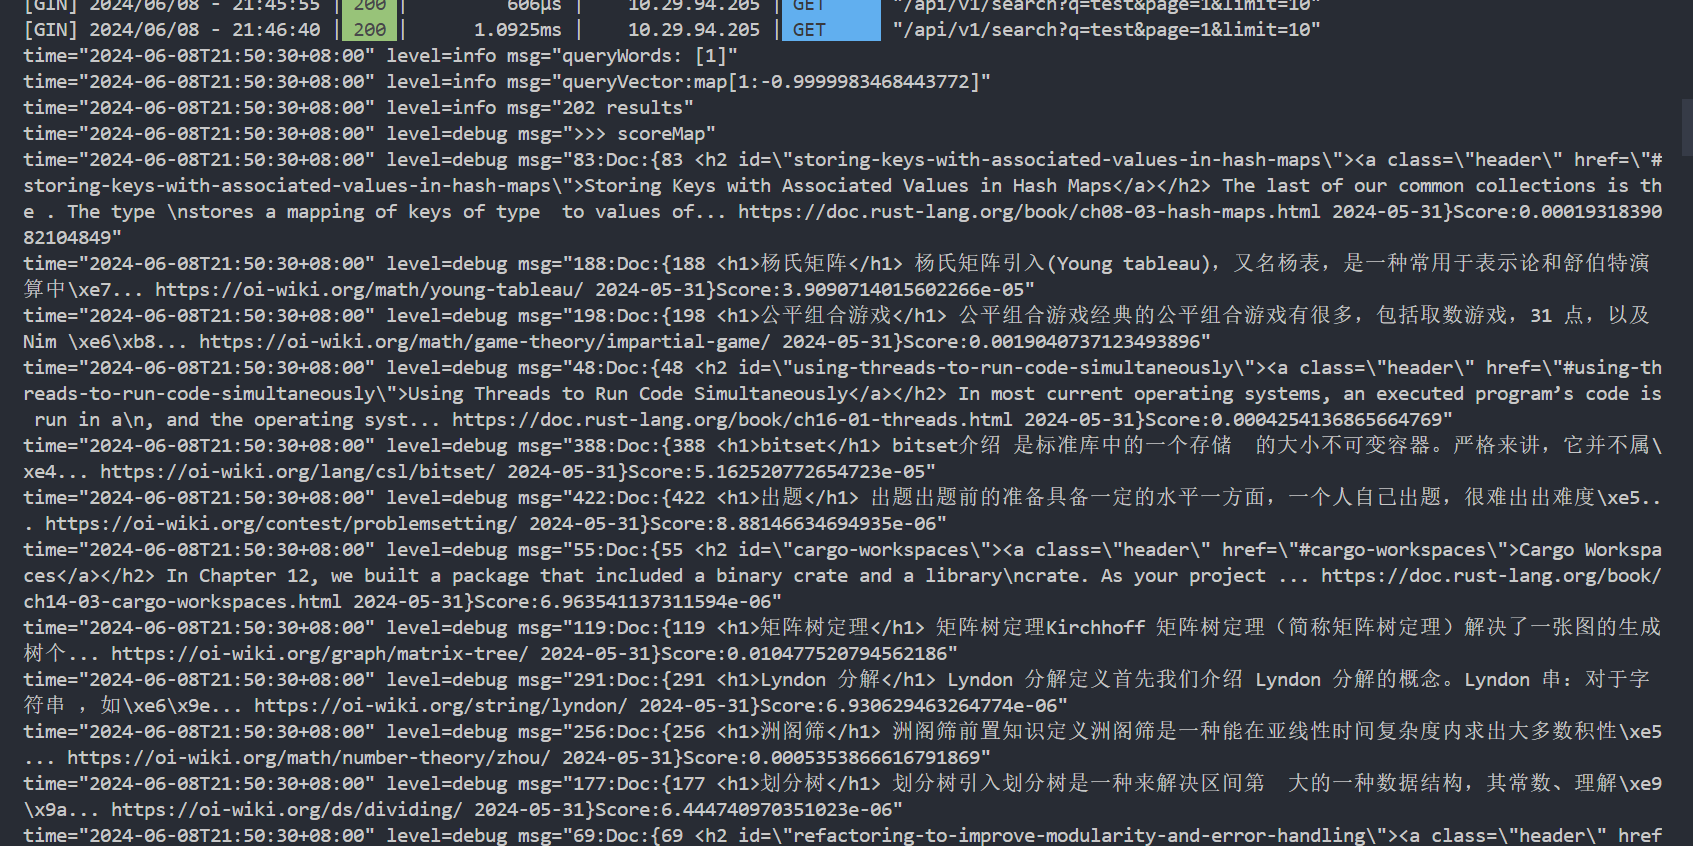 [GIN] 2024/06/08 - 21:45:55 | 200 |       606µs |    10.29.94.205 | GET      "/api/v1/search?q=test&page=1&limit=10"
[GIN] 2024/06/08 - 21:46:40 | 200 |      1.0925ms |    10.29.94.205 | GET      "/api/v1/search?q=test&page=1&limit=10"
time="2024-06-08T21:50:30+08:00" level=info msg="queryWords: [1]"
time="2024-06-08T21:50:30+08:00" level=info msg="queryVector:map[1:-0.9999983468443772]"
time="2024-06-08T21:50:30+08:00" level=info msg="202 results"
time="2024-06-08T21:50:30+08:00" level=debug msg=">>> scoreMap"
time="2024-06-08T21:50:30+08:00" level=debug msg="83:Doc:{83 <h2 id=\"storing-keys-with-associated-values-in-hash-maps\"><a class=\"header\" href=\"#
storing-keys-with-associated-values-in-hash-maps\">Storing Keys with Associated Values in Hash Maps</a></h2> The last of our common collections is th
e . The type \nstores a mapping of keys of type  to values of... https://doc.rust-lang.org/book/ch08-03-hash-maps.html 2024-05-31}Score:0.00019318390
82104849"
time="2024-06-08T21:50:30+08:00" level=debug msg="188:Doc:{188 <h1>杨氏矩阵</h1> 杨氏矩阵引入(Young tableau)，又名杨表，是一种常用于表示论和舒伯特演
算中\xe7... https://oi-wiki.org/math/young-tableau/ 2024-05-31}Score:3.9090714015602266e-05"
time="2024-06-08T21:50:30+08:00" level=debug msg="198:Doc:{198 <h1>公平组合游戏</h1> 公平组合游戏经典的公平组合游戏有很多，包括取数游戏，31 点，以及
Nim \xe6\xb8... https://oi-wiki.org/math/game-theory/impartial-game/ 2024-05-31}Score:0.0019040737123493896"
time="2024-06-08T21:50:30+08:00" level=debug msg="48:Doc:{48 <h2 id=\"using-threads-to-run-code-simultaneously\"><a class=\"header\" href=\"#using-th
reads-to-run-code-simultaneously\">Using Threads to Run Code Simultaneously</a></h2> In most current operating systems, an executed program’s code is
 run in a\n, and the operating syst... https://doc.rust-lang.org/book/ch16-01-threads.html 2024-05-31}Score:0.0004254136865664769"
time="2024-06-08T21:50:30+08:00" level=debug msg="388:Doc:{388 <h1>bitset</h1> bitset介绍 是标准库中的一个存储  的大小不可变容器。严格来讲，它并不属\
xe4... https://oi-wiki.org/lang/csl/bitset/ 2024-05-31}Score:5.162520772654723e-05"
time="2024-06-08T21:50:30+08:00" level=debug msg="422:Doc:{422 <h1>出题</h1> 出题出题前的准备具备一定的水平一方面，一个人自己出题，很难出出难度\xe5..
. https://oi-wiki.org/contest/problemsetting/ 2024-05-31}Score:8.88146634694935e-06"
time="2024-06-08T21:50:30+08:00" level=debug msg="55:Doc:{55 <h2 id=\"cargo-workspaces\"><a class=\"header\" href=\"#cargo-workspaces\">Cargo Workspa
ces</a></h2> In Chapter 12, we built a package that included a binary crate and a library\ncrate. As your project ... https://doc.rust-lang.org/book/
ch14-03-cargo-workspaces.html 2024-05-31}Score:6.963541137311594e-06"
time="2024-06-08T21:50:30+08:00" level=debug msg="119:Doc:{119 <h1>矩阵树定理</h1> 矩阵树定理Kirchhoff 矩阵树定理（简称矩阵树定理）解决了一张图的生成
树个... https://oi-wiki.org/graph/matrix-tree/ 2024-05-31}Score:0.010477520794562186"
time="2024-06-08T21:50:30+08:00" level=debug msg="291:Doc:{291 <h1>Lyndon 分解</h1> Lyndon 分解定义首先我们介绍 Lyndon 分解的概念。Lyndon 串：对于字
符串 ，如\xe6\x9e... https://oi-wiki.org/string/lyndon/ 2024-05-31}Score:6.930629463264774e-06"
time="2024-06-08T21:50:30+08:00" level=debug msg="256:Doc:{256 <h1>洲阁筛</h1> 洲阁筛前置知识定义洲阁筛是一种能在亚线性时间复杂度内求出大多数积性\xe5
... https://oi-wiki.org/math/number-theory/zhou/ 2024-05-31}Score:0.0005353866616791869"
time="2024-06-08T21:50:30+08:00" level=debug msg="177:Doc:{177 <h1>划分树</h1> 划分树引入划分树是一种来解决区间第  大的一种数据结构，其常数、理解\xe9
\x9a... https://oi-wiki.org/ds/dividing/ 2024-05-31}Score:6.444740970351023e-06"
time="2024-06-08T21:50:30+08:00" level=debug msg="69:Doc:{69 <h2 id=\"refactoring-to-improve-modularity-and-error-handling\"><a class=\"header\" href